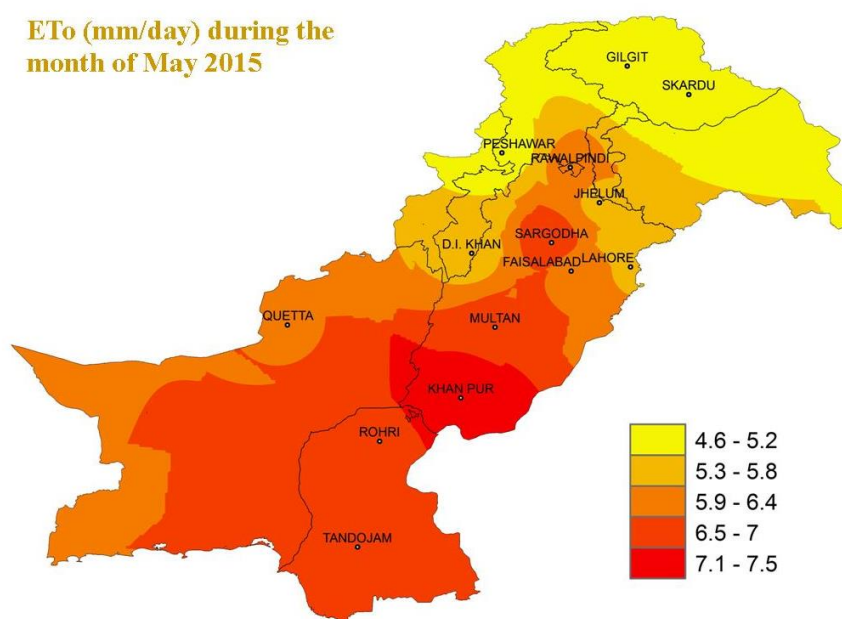 ETo (mm/day) during the
month of May 2015
GILGIT
SKARDU
PESHAWAR
RAWALPINDI
JHELUM
SARGODHA
D.I. KHAN
FAISALABAD
LAHORE
QUETTA
MULTAN
KHAN PUR
ROHRI
TANDOJAM
4.6 - 5.2
5.3 - 5.8
5.9 - 6.4
6.5 - 7
7.1 - 7.5